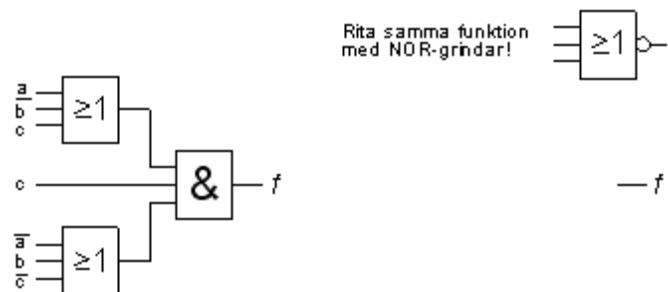 Rita samma funktion
med NOR-grindar!
≥1
a
b̅
c
≥1
c
&
f
f
a̅
b
c̅
≥1